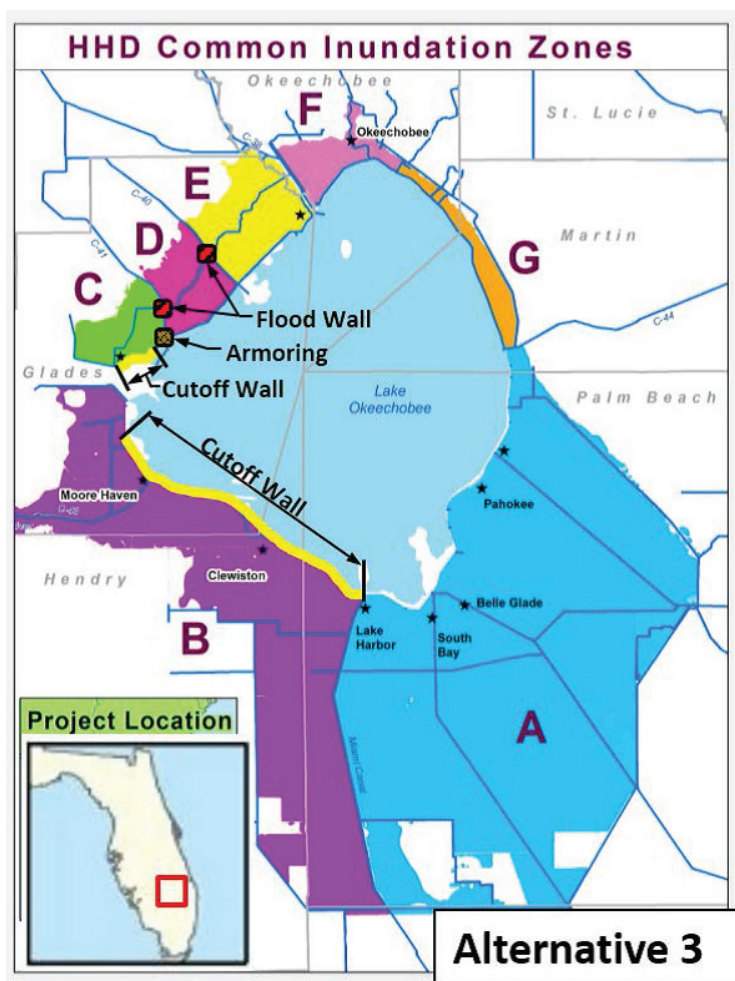 HHD Common Inundation Zones
Okeechobee
F
Okeechobee
St. Lucie
C-38
E
C-40
D
Martin
C-41
G
C
Flood Wall
C-44
Armoring
Glades
Cutoff Wall
Palm Beach
Lake
Okeechobee
Cutoff Wall
Moore Haven
Pahokee
Clewiston
Hendry
Belle Glade
B
Lake
Harbor
South
Bay
A
Project Location
Miami Canal
Alternative 3